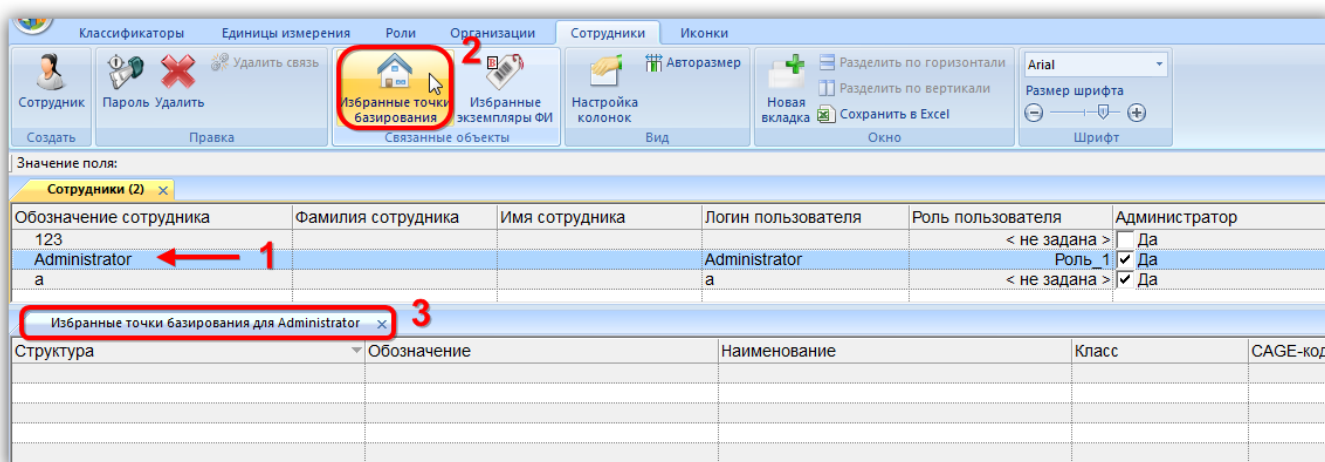 Классификаторы Единицы измерения Роли Организации Сотрудники Иконки
2
Сотрудник Пароль Удалить Удалить связь Избранные точки базирования Избранные экземпляры ФИ Настройка колонок Авторазмер Новая вкладка Разделить по горизонтали Разделить по вертикали Сохранить в Excel Arial Размер шрифта
Создать Правка Связанные объекты Вид Окно Шрифт
Значение поля:
Сотрудники (2)
Обозначение сотрудника Фамилия сотрудника Имя сотрудника Логин пользователя Роль пользователя Администратор
123 < не задана > Да
Administrator 1 Administrator Роль_1 Да
a a < не задана > Да
Избранные точки базирования для Administrator 3
Структура Обозначение Наименование Класс CAGE-код